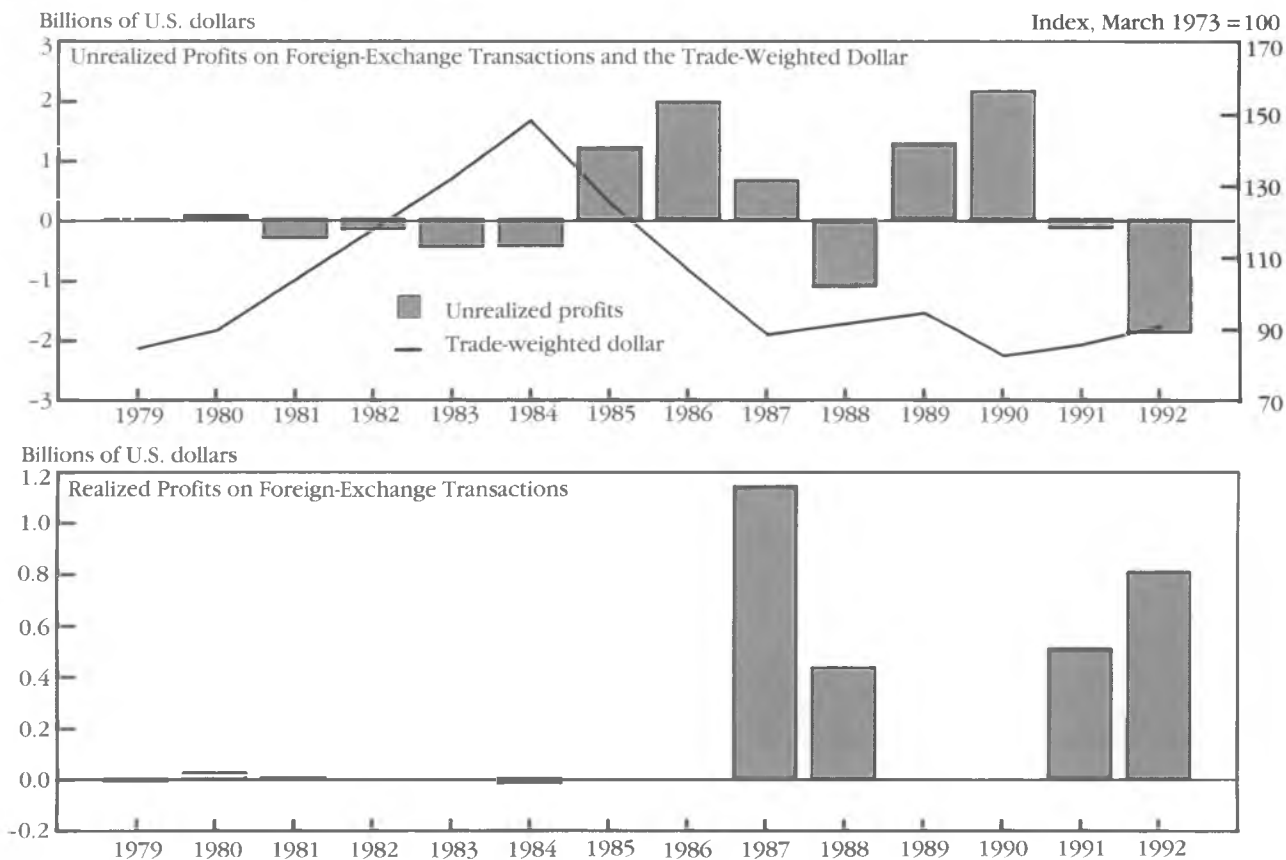 Billions of U.S. dollars Index, March 1973 = 100
Unrealized Profits on Foreign-Exchange Transactions and the Trade-Weighted Dollar
3 170
2 150
1 130
0
-1 110
-2 90
-3 70
Unrealized profits
Trade-weighted dollar
1979 1980 1981 1982 1983 1984 1985 1986 1987 1988 1989 1990 1991 1992
Billions of U.S. dollars
Realized Profits on Foreign-Exchange Transactions
1.2
1.0
0.8
0.6
0.4
0.2
0.0
-0.2
1979 1980 1981 1982 1983 1984 1985 1986 1987 1988 1989 1990 1991 1992